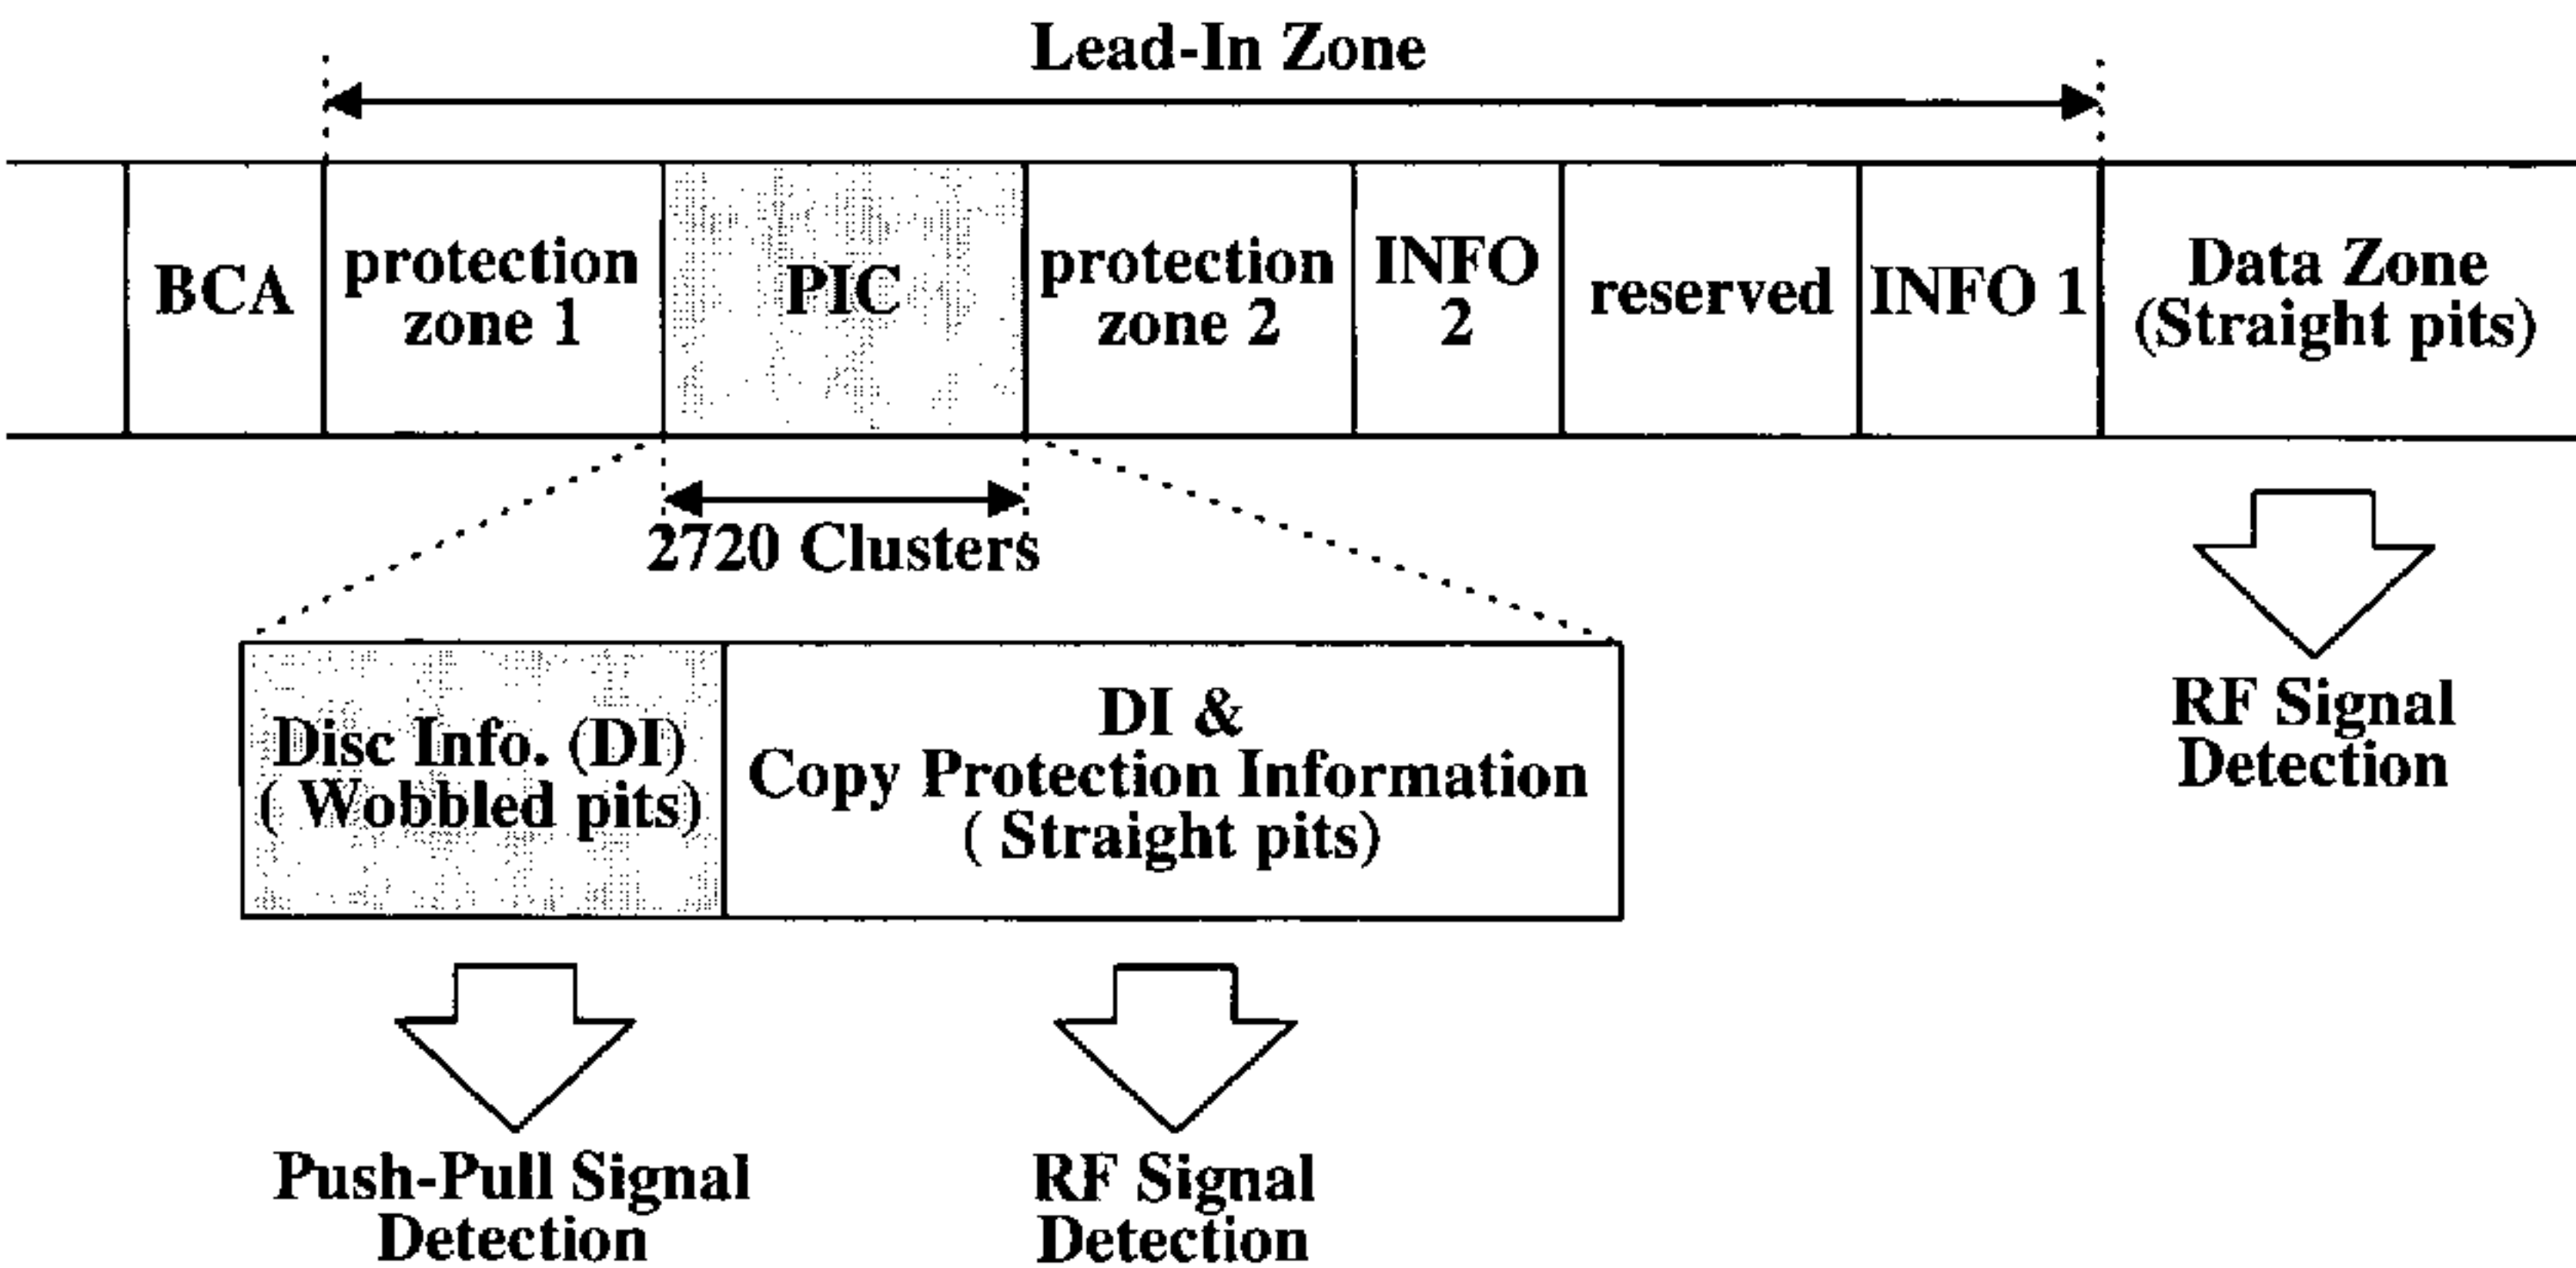 Lead-In Zone
BCA
protection
zone 1
PIC
protection
zone 2
INFO
2
reserved
INFO 1
Data Zone
(Straight pits)
2720 Clusters
Disc Info. (DI)
( Wobbled pits)
DI &
Copy Protection Information
( Straight pits)
RF Signal
Detection
Push-Pull Signal
Detection
RF Signal
Detection